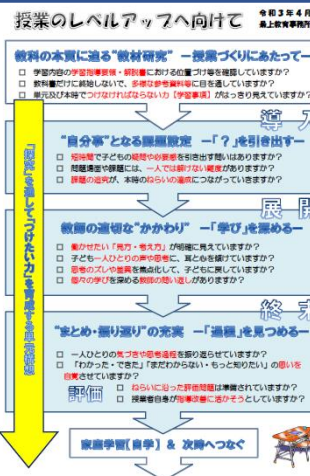 授業のレベルアップへ向けて
令和3年4月
最上教育事務所
教科の本質に迫る"教材研究" ー授業づくりにあたってー
□ 学習内容の学習指導要領・解説書における位置づけ等を確認していますか？
□ 教科書だけに終始しないで、多様な参考資料等に目を通していますか？
□ 単元及び本時でつけなければならない力【学習事項】がはっきり見えていますか？
導 入
"自分事"となる課題設定 ー「？」を引き出すー
□ 短時間で子どもの疑問や必要感を引き出す問いはありますか？
□ 問題場面や課題には、一人では解けない難度がありますか？
□ 課題の追究が、本時のねらいの達成につながっていきますか？
展 開
教師の適切な"かかわり" ー「学び」を深めるー
□ 働かせたい「見方・考え方」が明確に見えていますか？
□ 子ども一人ひとりの声や思考に、耳と心を傾けていますか？
□ 思考のズレや差異を焦点化して、子どもに戻していますか？
□ 個々の学びを深める教師の問い返しがありますか？
終 末
"まとめ・振り返り"の充実 ー「過程」を見つめるー
□ 一人ひとりの気づきや思考過程を振り返らせていますか？
□ 「わかった・できた」「まだわからない・もっと知りたい」の思いを
自覚させていますか？
評価
□ ねらいに沿った評価問題は準備されていますか？
□ 授業者自身が指導改善に活かそうとしていますか？
家庭学習【自学】 & 次時へつなぐ
「探究」を通して「つけたい力」を育成する単元構想